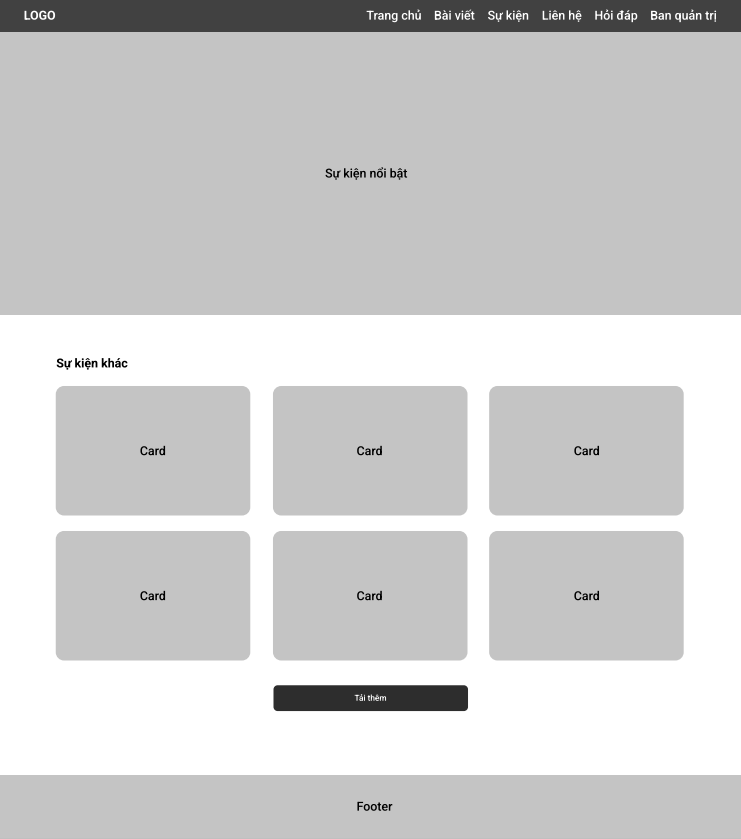 LOGO
Trang chủ Bài viết Sự kiện Liên hệ Hỏi đáp Ban quản trị
Sự kiện nổi bật
Sự kiện khác
Card Card Card
Card Card Card
Tải thêm
Footer